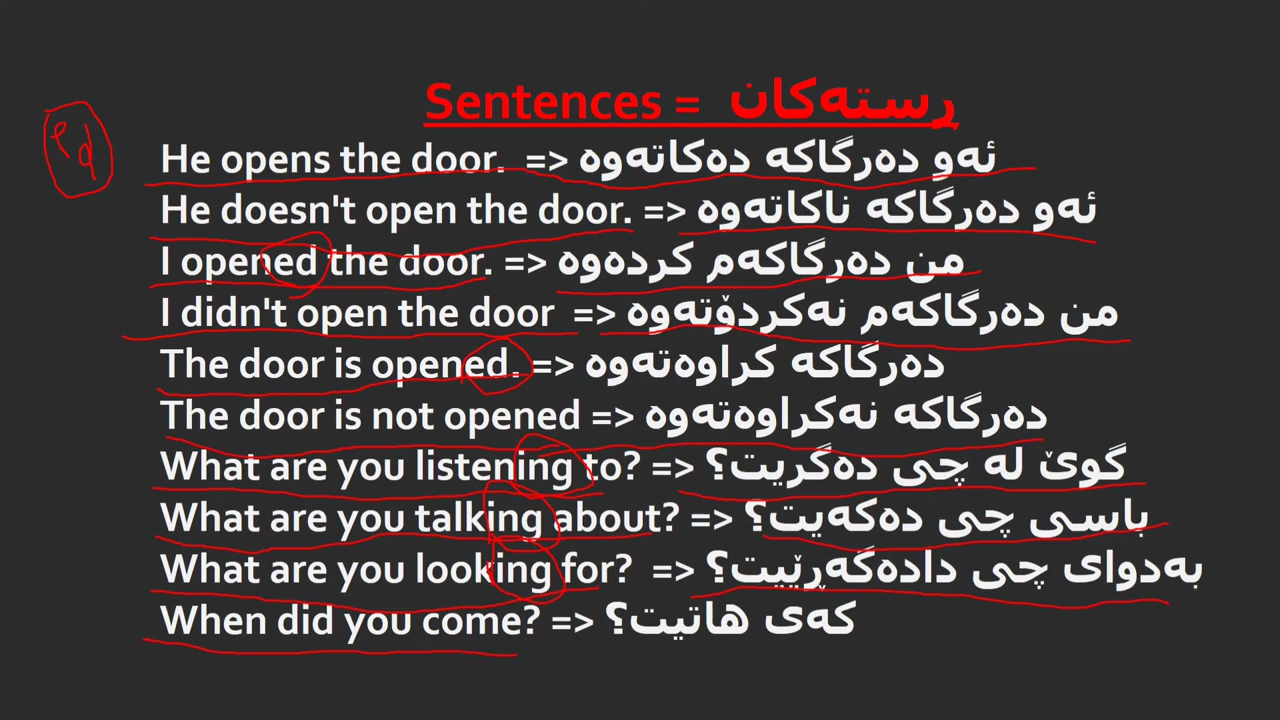 Sentences = ڕستەکان
ed
He opens the door. => ئەو دەرگاکە دەکاتەوە
He doesn't open the door. => ئەو دەرگاکە ناکاتەوە
I opened the door. => من دەرگاکەم کردەوە
I didn't open the door => من دەرگاکەم نەکردۆتەوە
The door is opened. => دەرگاکە کراوەتەوە
The door is not opened => دەرگاکە نەکراوەتەوە
What are you listening to? => گوێ لە چی دەگریت؟
What are you talking about? => باسی چی دەکەیت؟
What are you looking for? => بەدوای چی دادەگەڕێیت؟
When did you come? => کەی هاتیت؟